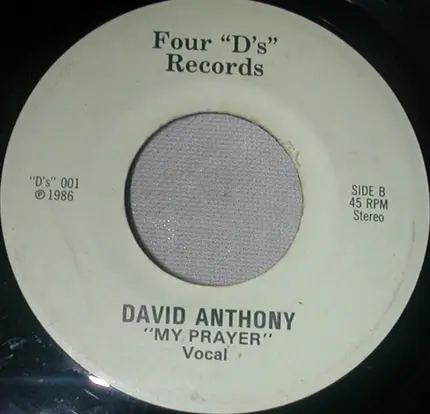 Four "D's"
Records
"D's" 001
℗ 1986
SIDE B
45 RPM
Stereo
DAVID ANTHONY
"MY PRAYER"
Vocal